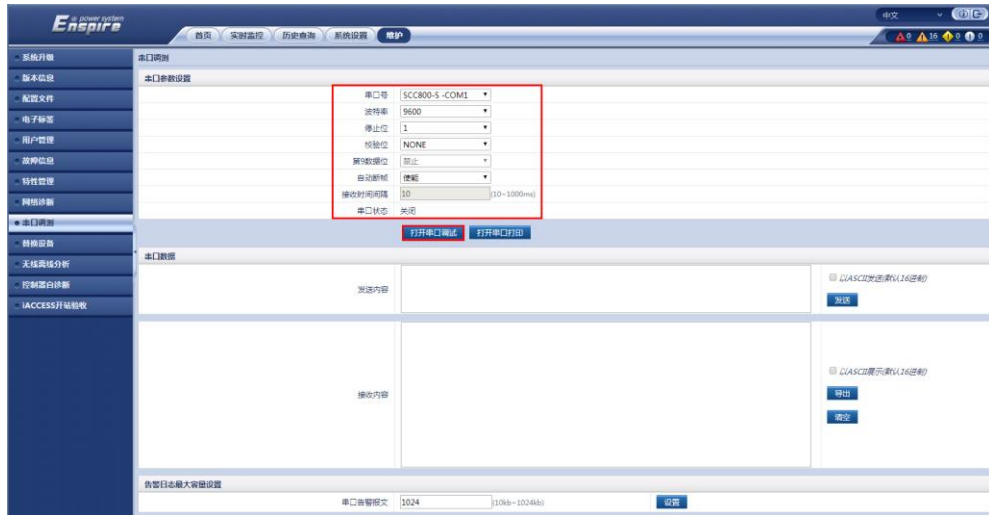 ip power system
Enspire
中文
首页 实时监控 历史查询 系统设置 维护
0 16 0 0
系统升级
版本信息
配置文件
电子标签
用户管理
故障信息
特性管理
网络诊断
串口调测
替换设备
无线离线分析
控制器自诊断
iACCESS开站验收
串口调测
串口参数设置
串口号 SCC800-S -COM1
波特率 9600
停止位 1
校验位 NONE
第9数据位 禁止
自动断帧 使能
接收时间间隔 10 (10~1000ms)
串口状态 关闭
打开串口调试 打开串口打印
串口数据
发送内容
以ASCII发送(默认16进制)
发送
接收内容
以ASCII展示(默认16进制)
导出
清空
告警日志最大容量设置
串口告警报文 1024 (10kb~1024kb) 设置